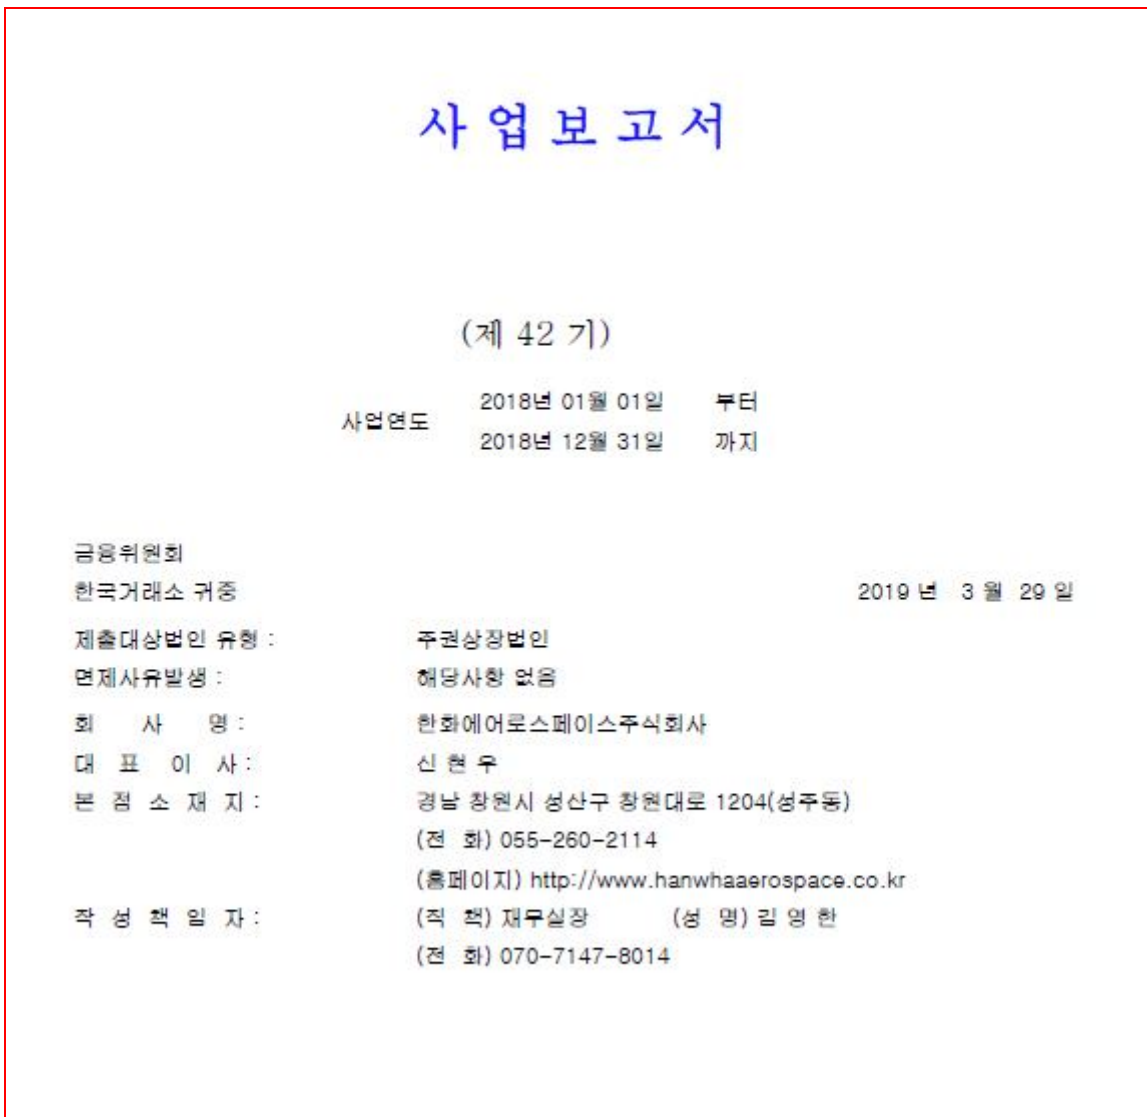 사 업 보 고 서
(제 42 기)
사업연도
2018년 01월 01일 부터
2018년 12월 31일 까지
금융위원회
한국거래소 귀중 2019 년 3 월 29 일
제출대상법인 유형 : 주권상장법인
면제사유발생 : 해당사항 없음
회 사 명 : 한화에어로스페이스주식회사
대 표 이 사 : 신 현 우
본 점 소 재 지 : 경남 창원시 성산구 창원대로 1204(성주동)
(전 화) 055-260-2114
(홈페이지) http://www.hanwhaaerospace.co.kr
작 성 책 임 자 : (직 책) 재무실장 (성 명) 김 영 한
(전 화) 070-7147-8014